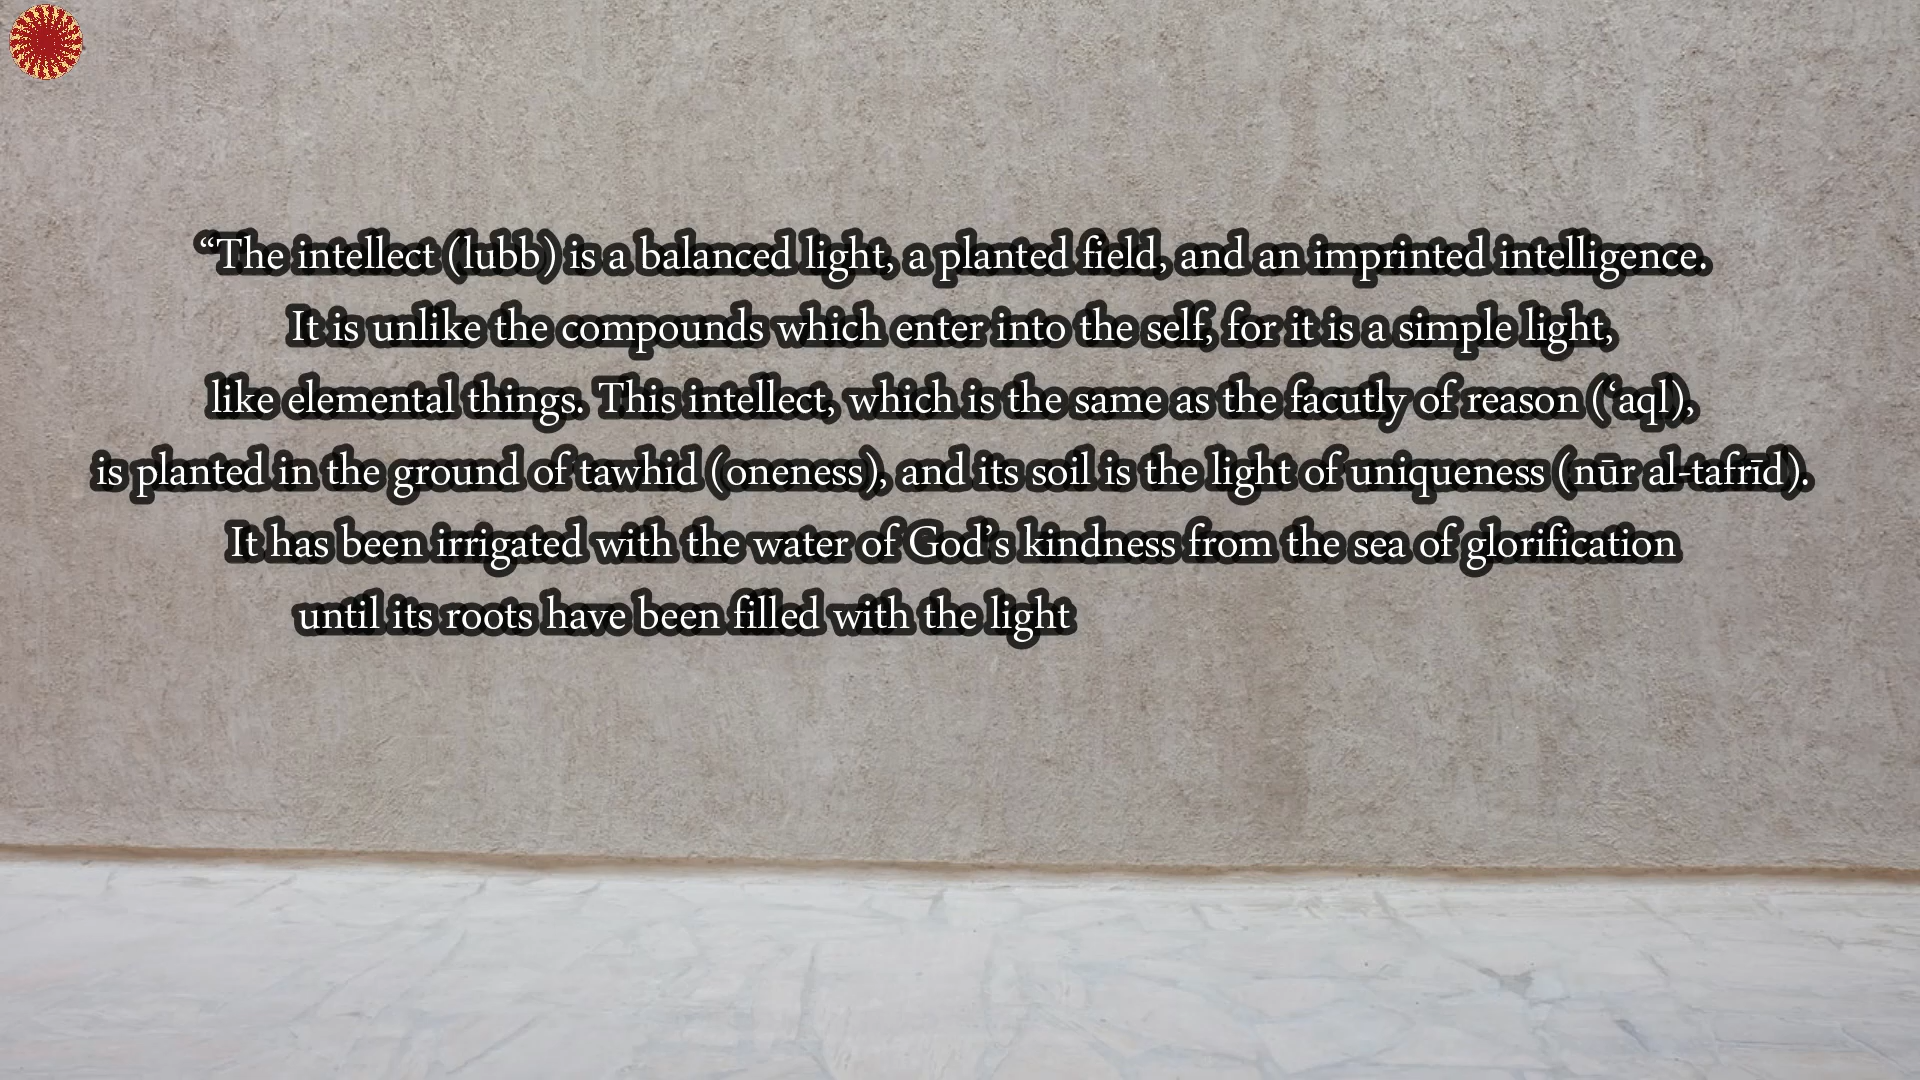 “The intellect (lubb) is a balanced light, a planted field, and an imprinted intelligence.
It is unlike the compounds which enter into the self, for it is a simple light,
like elemental things. This intellect, which is the same as the facutly of reason (‘aql),
is planted in the ground of tawhid (oneness), and its soil is the light of uniqueness (nūr al-tafrīd).
It has been irrigated with the water of God’s kindness from the sea of glorification
until its roots have been filled with the light